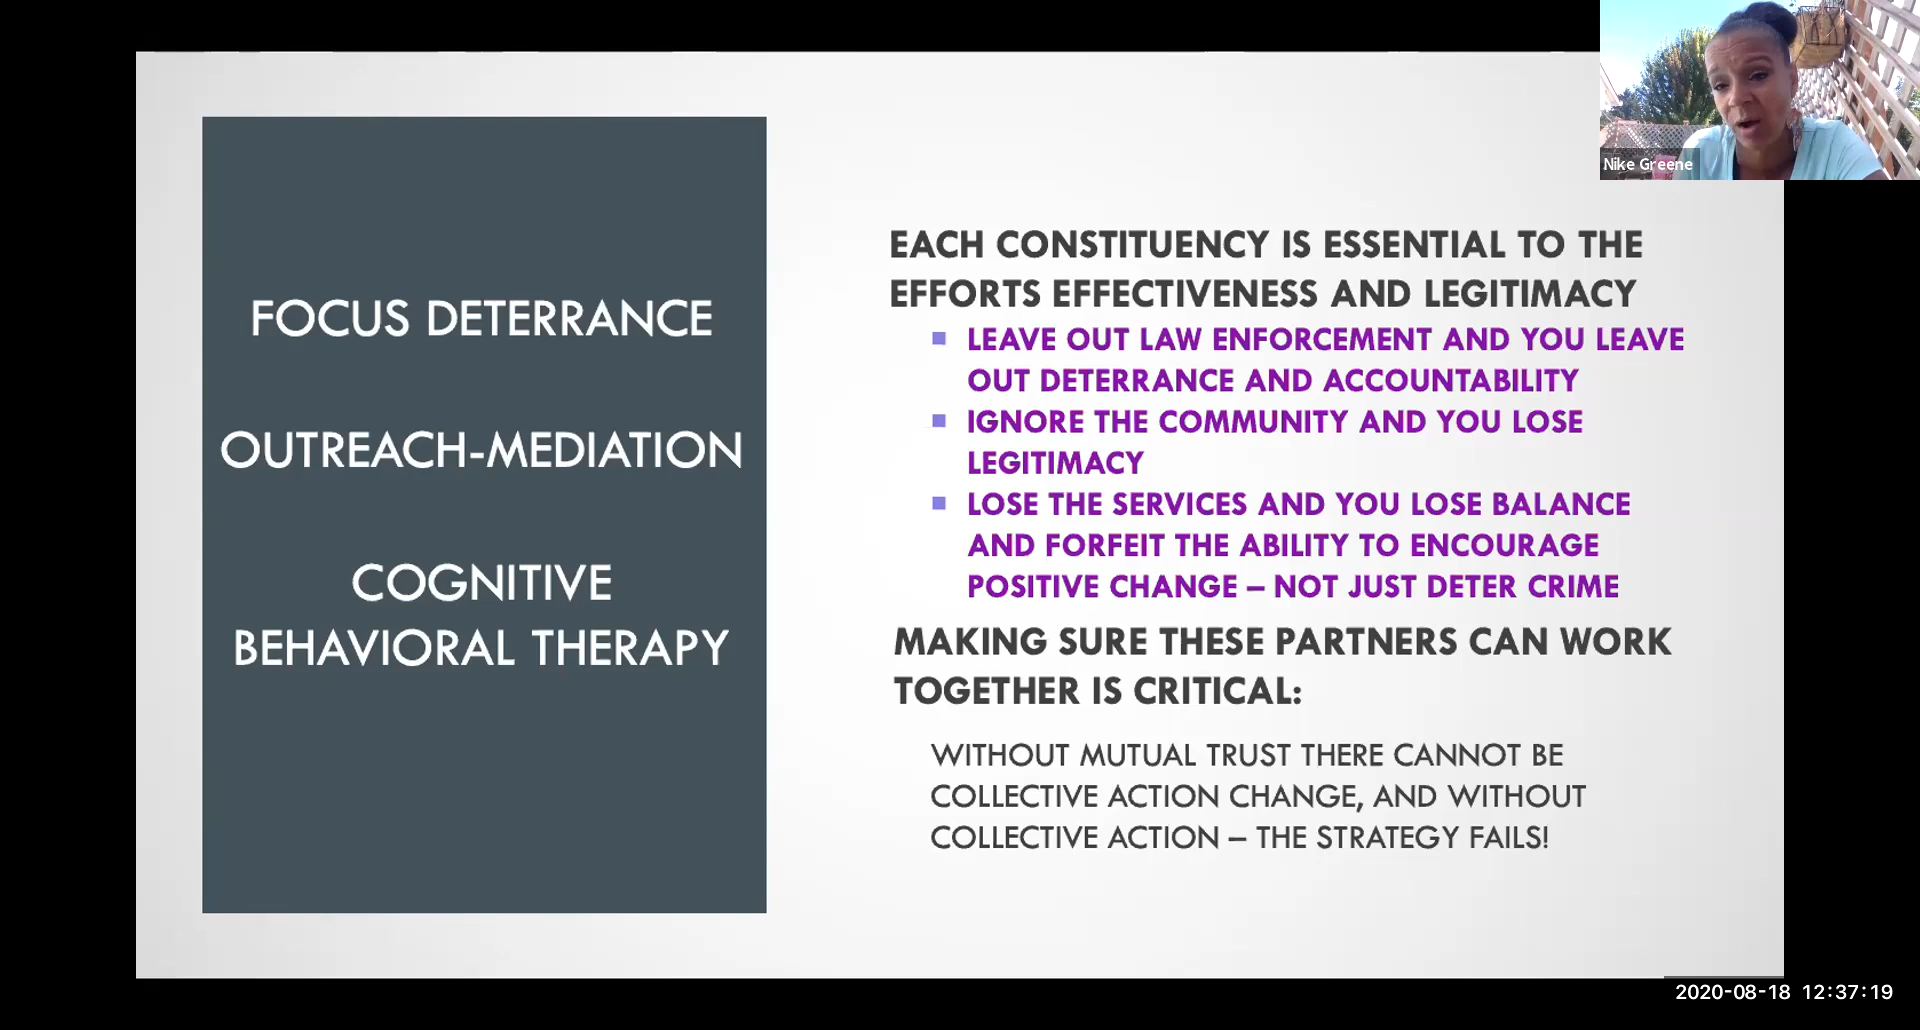 Nike Greene
FOCUS DETERRANCE
OUTREACH-MEDIATION
COGNITIVE
BEHAVIORAL THERAPY
EACH CONSTITUENCY IS ESSENTIAL TO THE
EFFORTS EFFECTIVENESS AND LEGITIMACY
LEAVE OUT LAW ENFORCEMENT AND YOU LEAVE
OUT DETERRANCE AND ACCOUNTABILITY
IGNORE THE COMMUNITY AND YOU LOSE
LEGITIMACY
LOSE THE SERVICES AND YOU LOSE BALANCE
AND FORFEIT THE ABILITY TO ENCOURAGE
POSITIVE CHANGE – NOT JUST DETER CRIME
MAKING SURE THESE PARTNERS CAN WORK
TOGETHER IS CRITICAL:
WITHOUT MUTUAL TRUST THERE CANNOT BE
COLLECTIVE ACTION CHANGE, AND WITHOUT
COLLECTIVE ACTION – THE STRATEGY FAILS!
2020-08-18 12:37:19